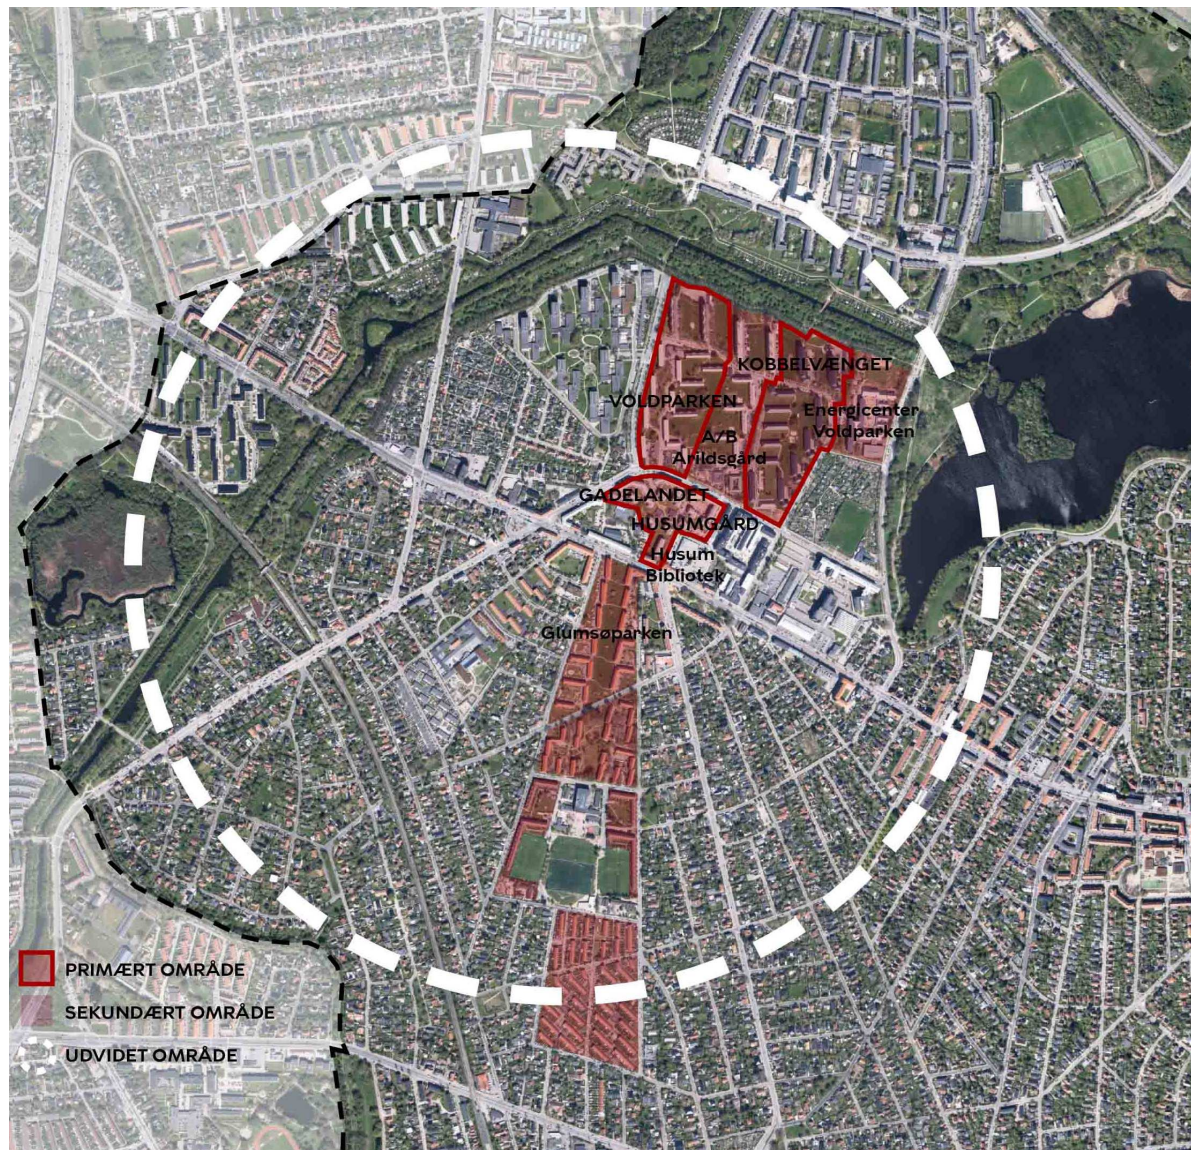 KOBBELVÆNGET
VOLDPARKEN
Energicenter
Voldparken
A/B
Arildsgård
GADELANDET
HUSUMGÅRD
Husum
Bibliotek
Glumsøparken
PRIMÆRT OMRÅDE
SEKUNDÆRT OMRÅDE
UDVIDET OMRÅDE